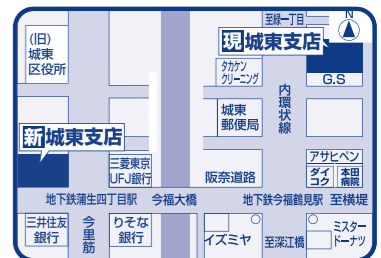 至緑一丁目
N
(旧)
城東
区役所
現城東支店
タカケン
クリーニング
G.S
内環状線
城東
郵便局
新城東支店
三菱東京
UFJ銀行
阪奈道路
アサヒペン
ダイ
コク
本田
病院
地下鉄蒲生四丁目駅
今福大橋
地下鉄今福鶴見駅
至横堤
三井住友
銀行
今里筋
りそな
銀行
イズミヤ
至深江橋
ミスター
ドーナツ